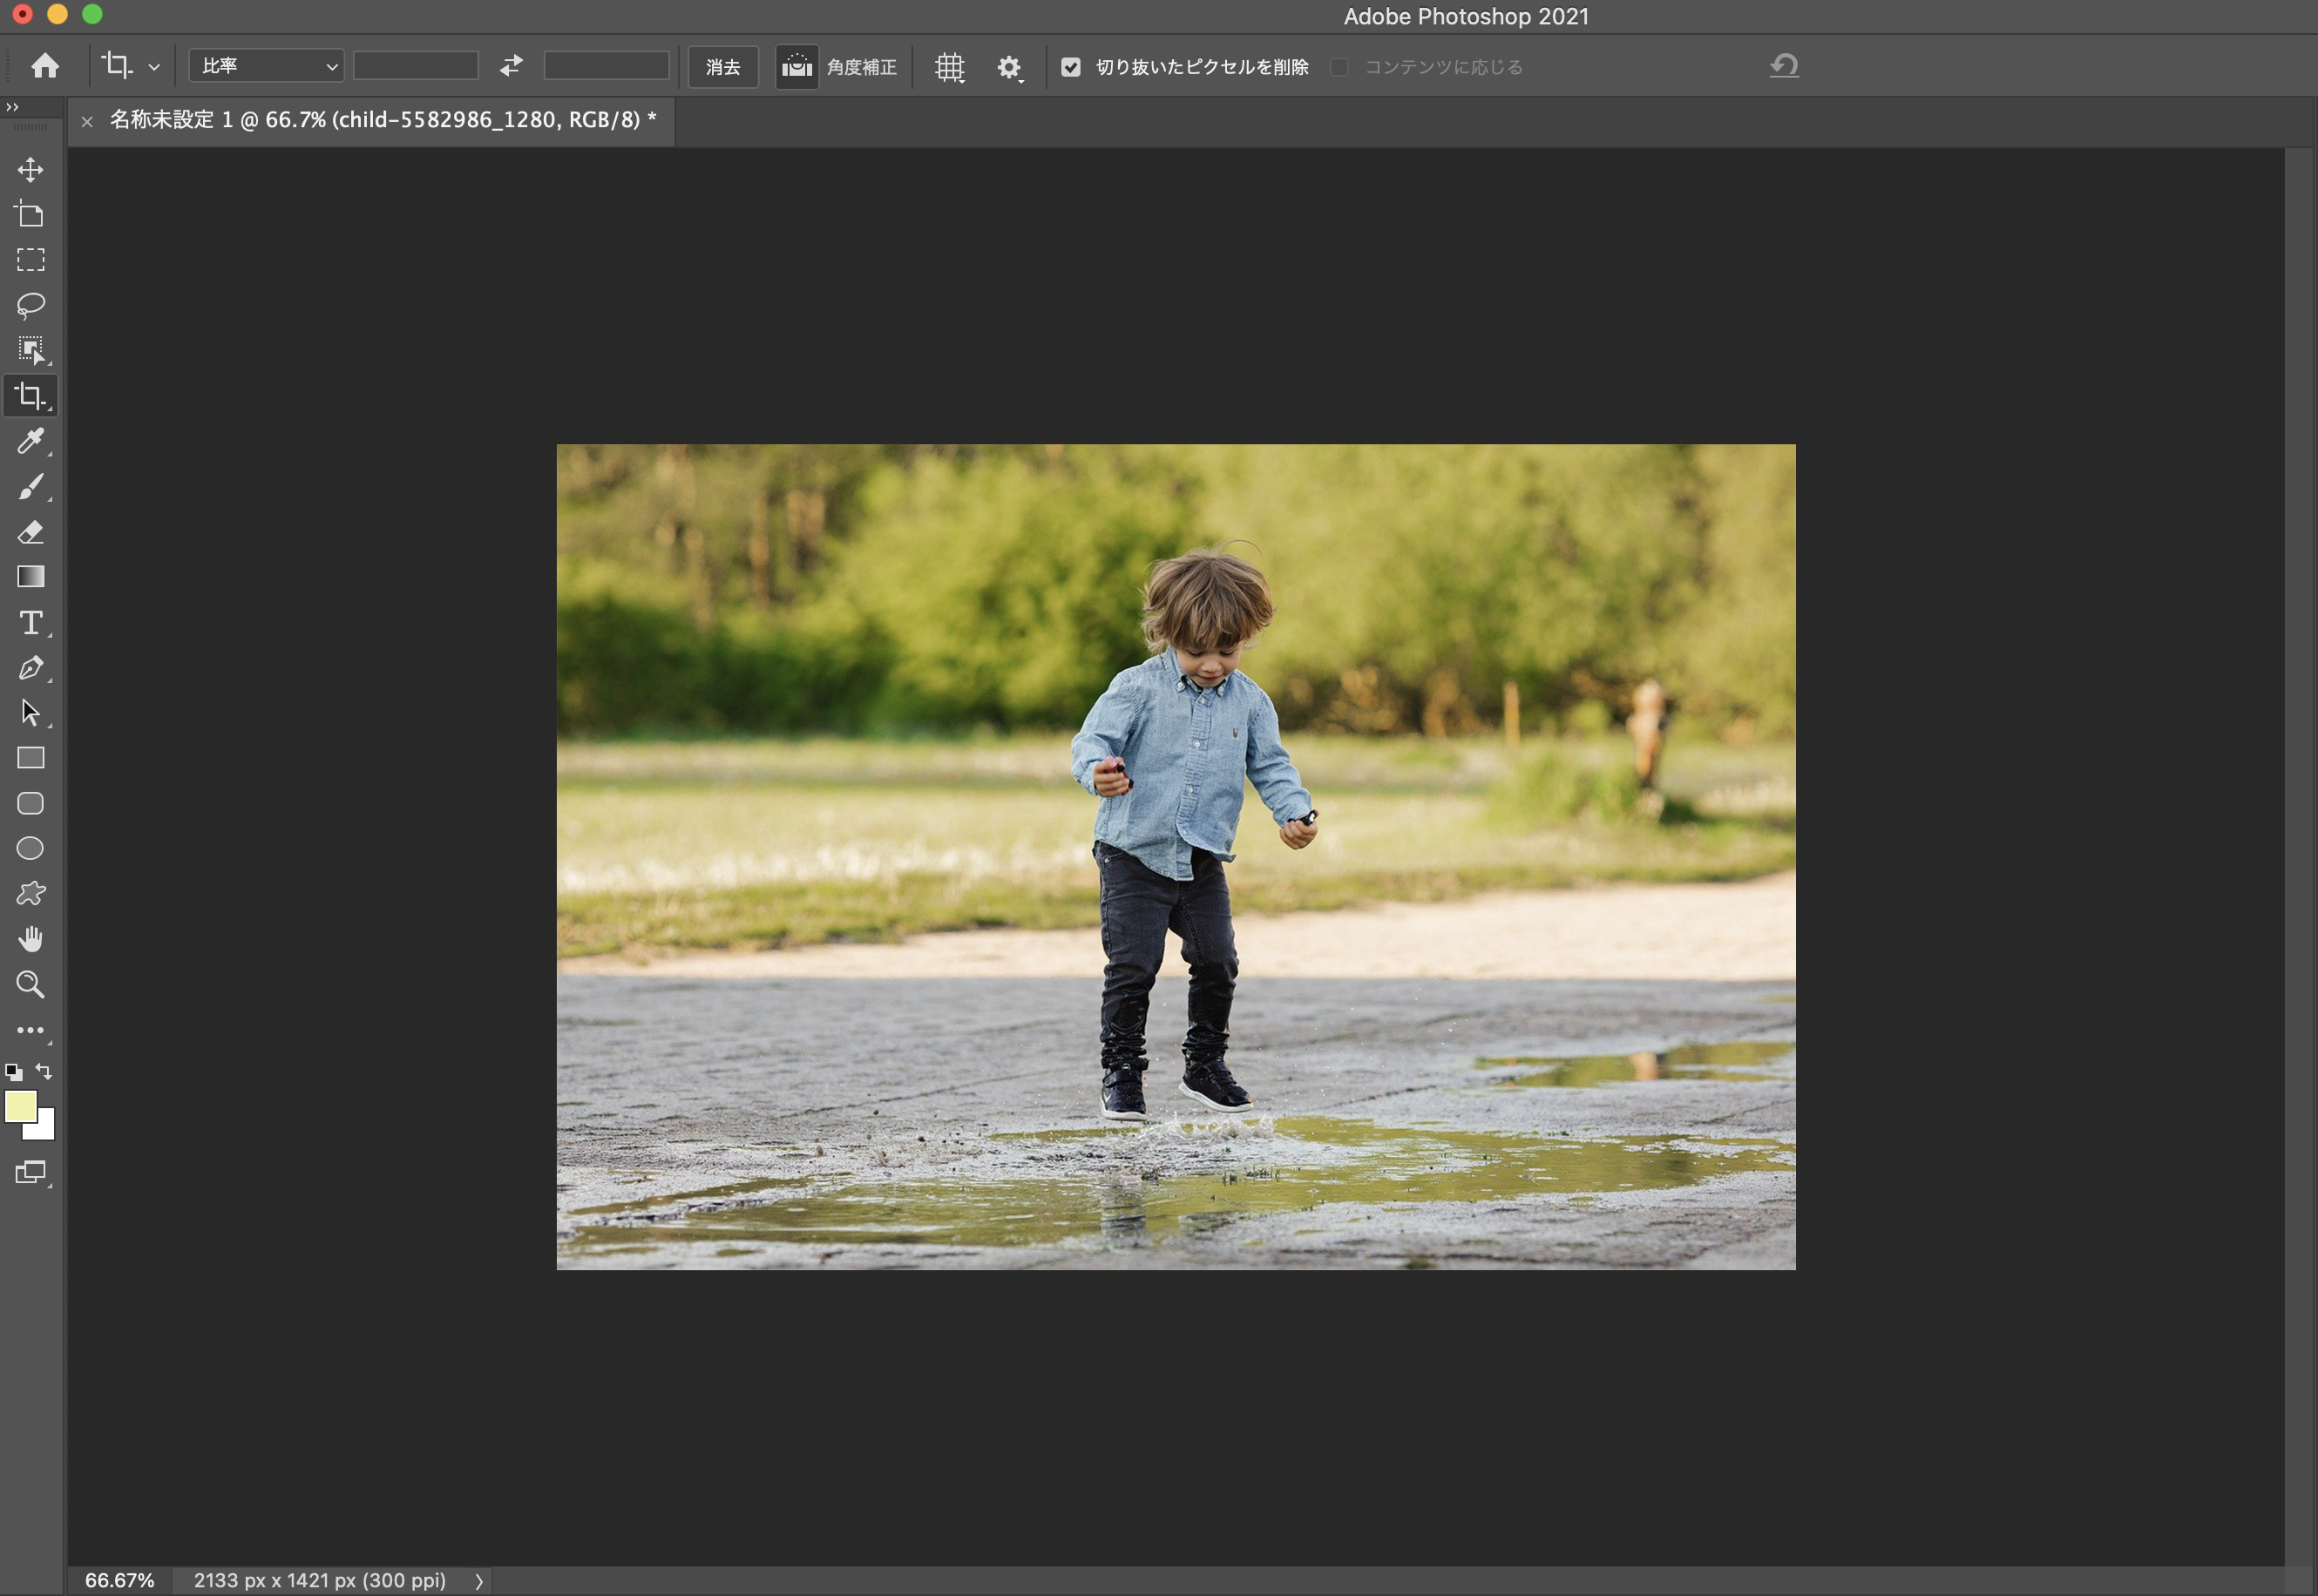 Adobe Photoshop 2021
比率
消去
角度補正
切り抜いたピクセルを削除
コンテンツに応じる
名称未設定 1 @ 66.7% (child-5582986_1280, RGB/8) *
66.67%
2133 px x 1421 px (300 ppi)